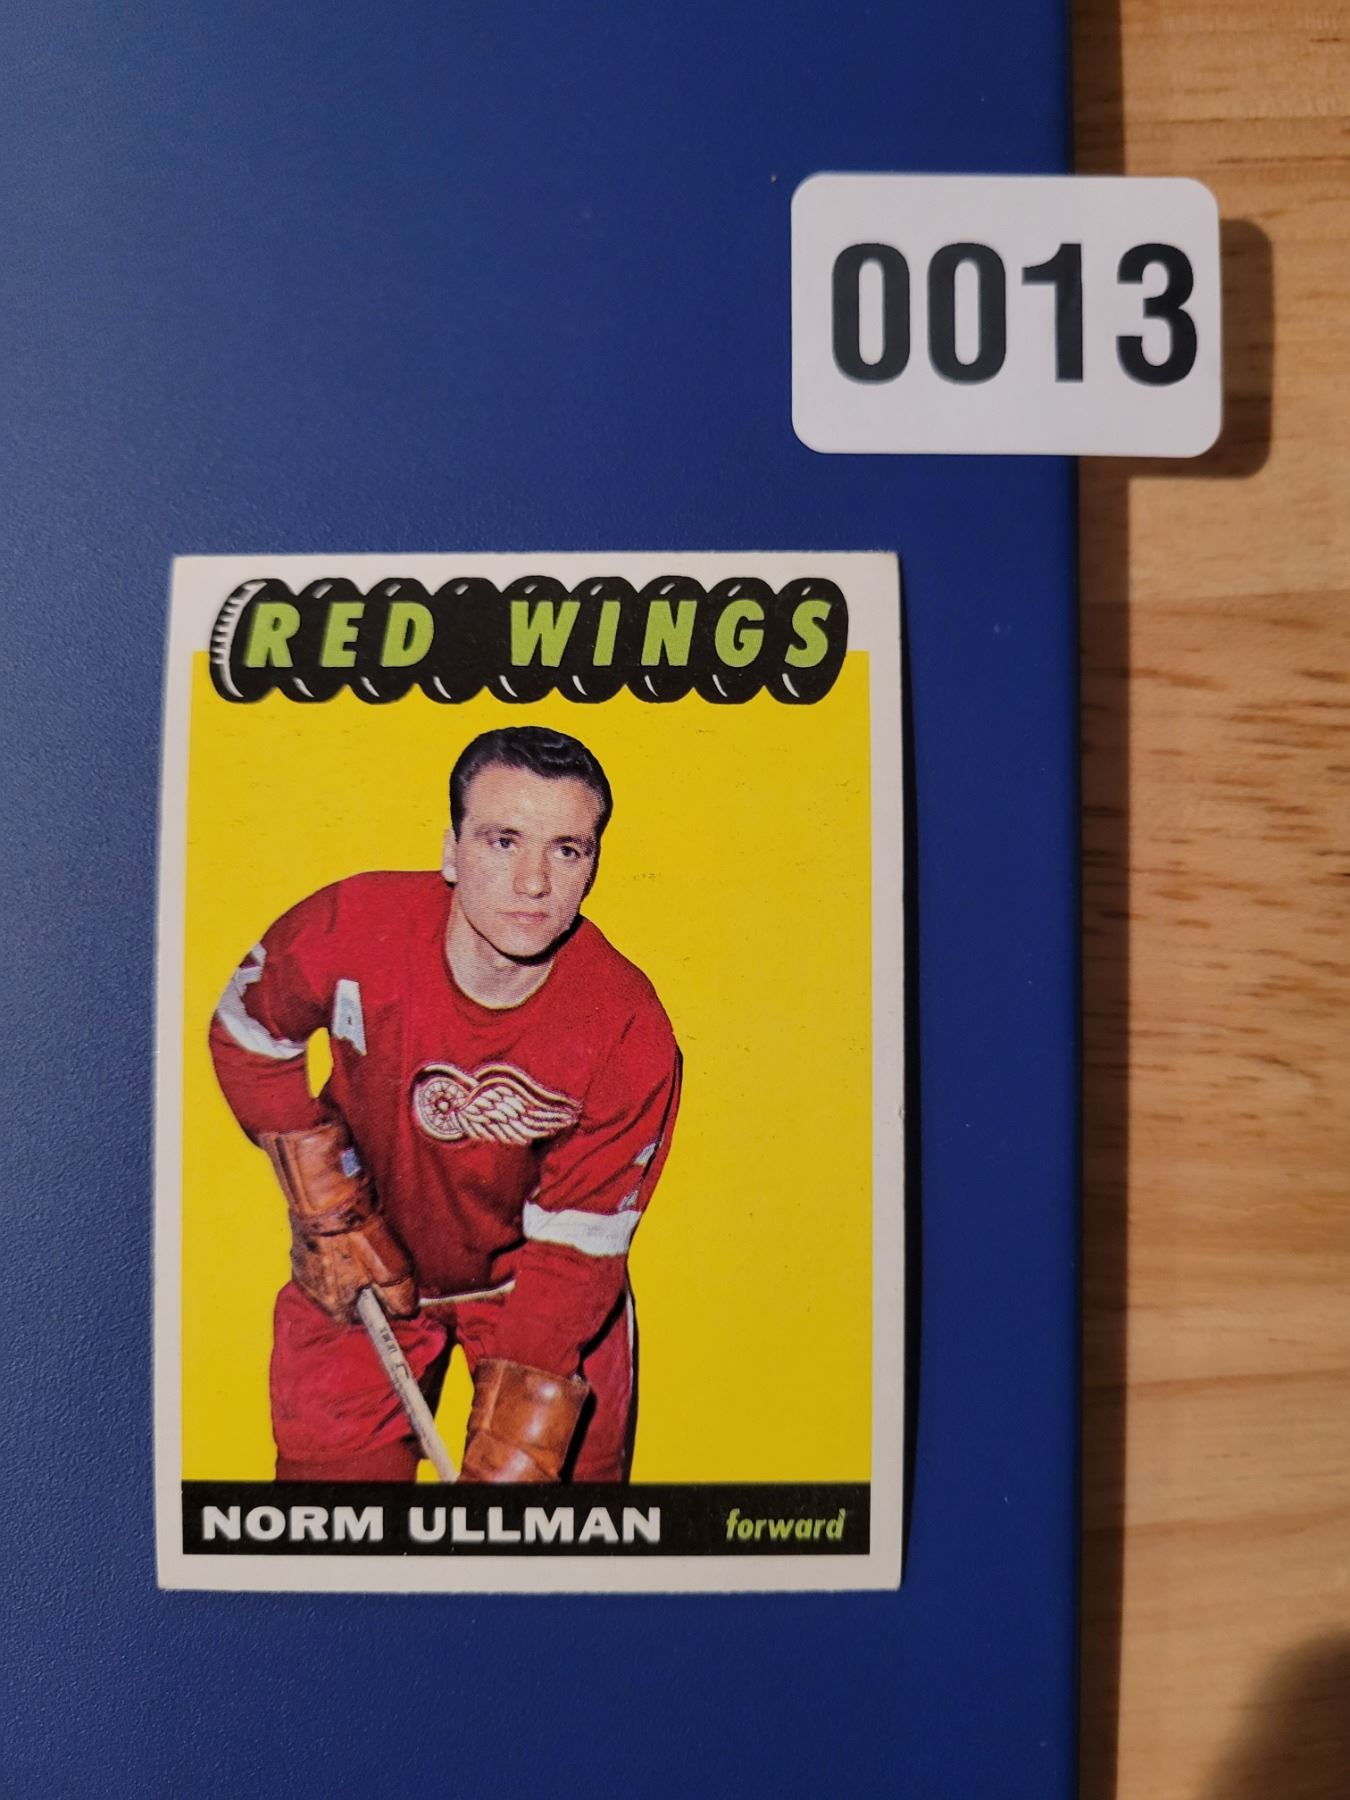 0013
RED WINGS
A
NORM ULLMAN forward